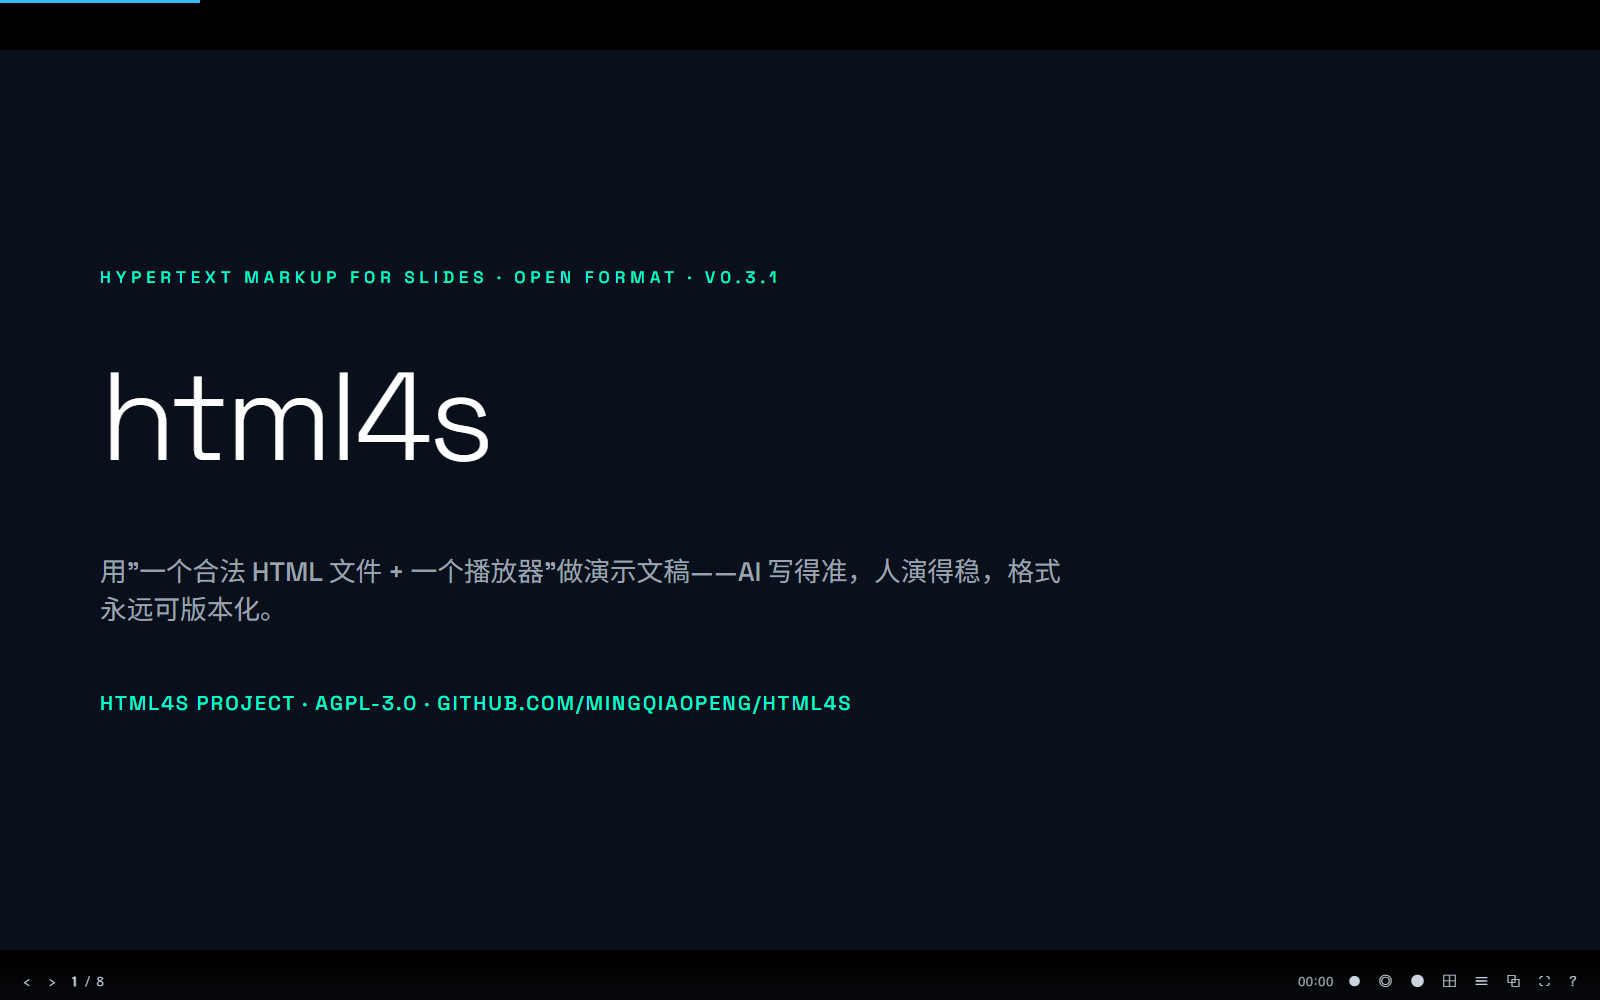 HYPERTEXT MARKUP FOR SLIDES · OPEN FORMAT · V0.3.1
html4s
用”一个合法 HTML 文件 + 一个播放器”做演示文稿——AI 写得准，人演得稳，格式
永远可版本化。
HTML4S PROJECT · AGPL-3.0 · GITHUB.COM/MINGQIAOPENG/HTML4S
< > 1 / 8 00:00 ?